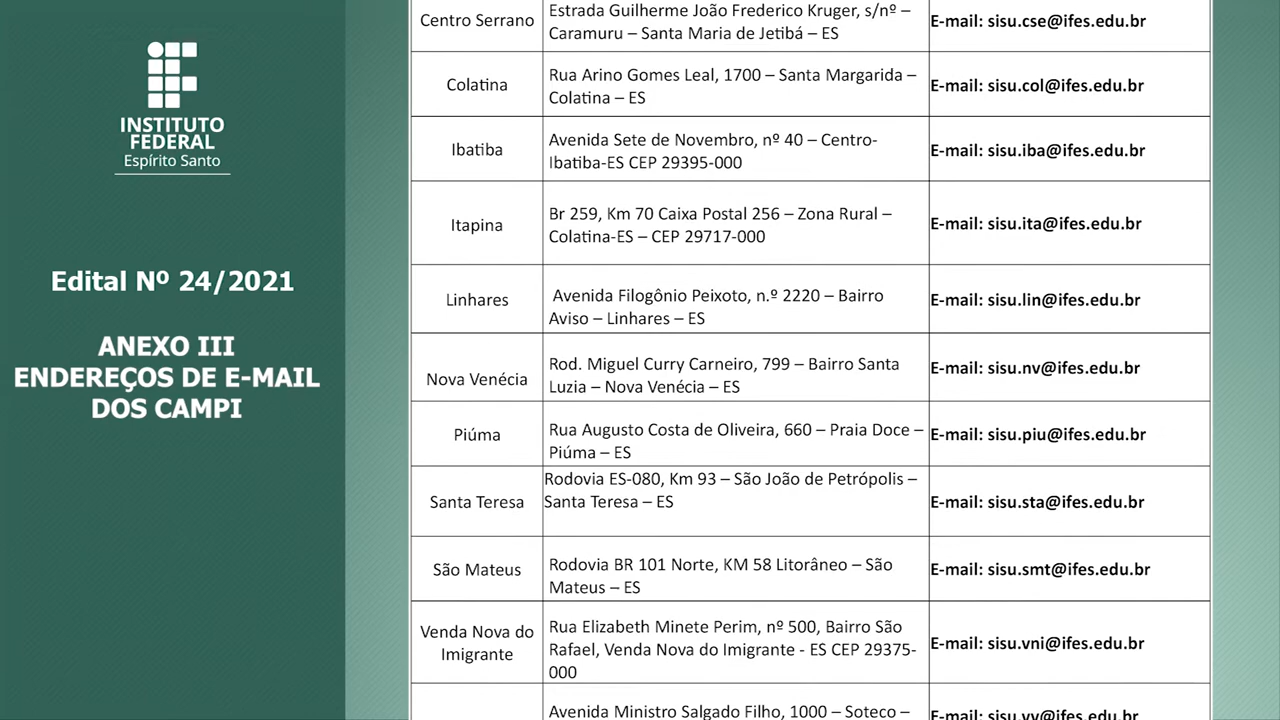 INSTITUTO
FEDERAL
Espírito Santo
Edital Nº 24/2021
ANEXO III
ENDEREÇOS DE E-MAIL
DOS CAMPI
Centro Serrano
Estrada Guilherme João Frederico Kruger, s/nº –
Caramuru – Santa Maria de Jetibá – ES
E-mail: sisu.cse@ifes.edu.br
Colatina
Rua Arino Gomes Leal, 1700 – Santa Margarida –
Colatina – ES
E-mail: sisu.col@ifes.edu.br
Ibatiba
Avenida Sete de Novembro, nº 40 – Centro-
Ibatiba-ES CEP 29395-000
E-mail: sisu.iba@ifes.edu.br
Itapina
Br 259, Km 70 Caixa Postal 256 – Zona Rural –
Colatina-ES – CEP 29717-000
E-mail: sisu.ita@ifes.edu.br
Linhares
Avenida Filogônio Peixoto, n.º 2220 – Bairro
Aviso – Linhares – ES
E-mail: sisu.lin@ifes.edu.br
Nova Venécia
Rod. Miguel Curry Carneiro, 799 – Bairro Santa
Luzia – Nova Venécia – ES
E-mail: sisu.nv@ifes.edu.br
Piúma
Rua Augusto Costa de Oliveira, 660 – Praia Doce –
Piúma – ES
E-mail: sisu.piu@ifes.edu.br
Santa Teresa
Rodovia ES-080, Km 93 – São João de Petrópolis –
Santa Teresa – ES
E-mail: sisu.sta@ifes.edu.br
São Mateus
Rodovia BR 101 Norte, KM 58 Litorâneo – São
Mateus – ES
E-mail: sisu.smt@ifes.edu.br
Venda Nova do
Imigrante
Rua Elizabeth Minete Perim, nº 500, Bairro São
Rafael, Venda Nova do Imigrante - ES CEP 29375-
000
E-mail: sisu.vni@ifes.edu.br
Avenida Ministro Salgado Filho, 1000 – Soteco –
E-mail: sisu.vv@ifes.edu.br